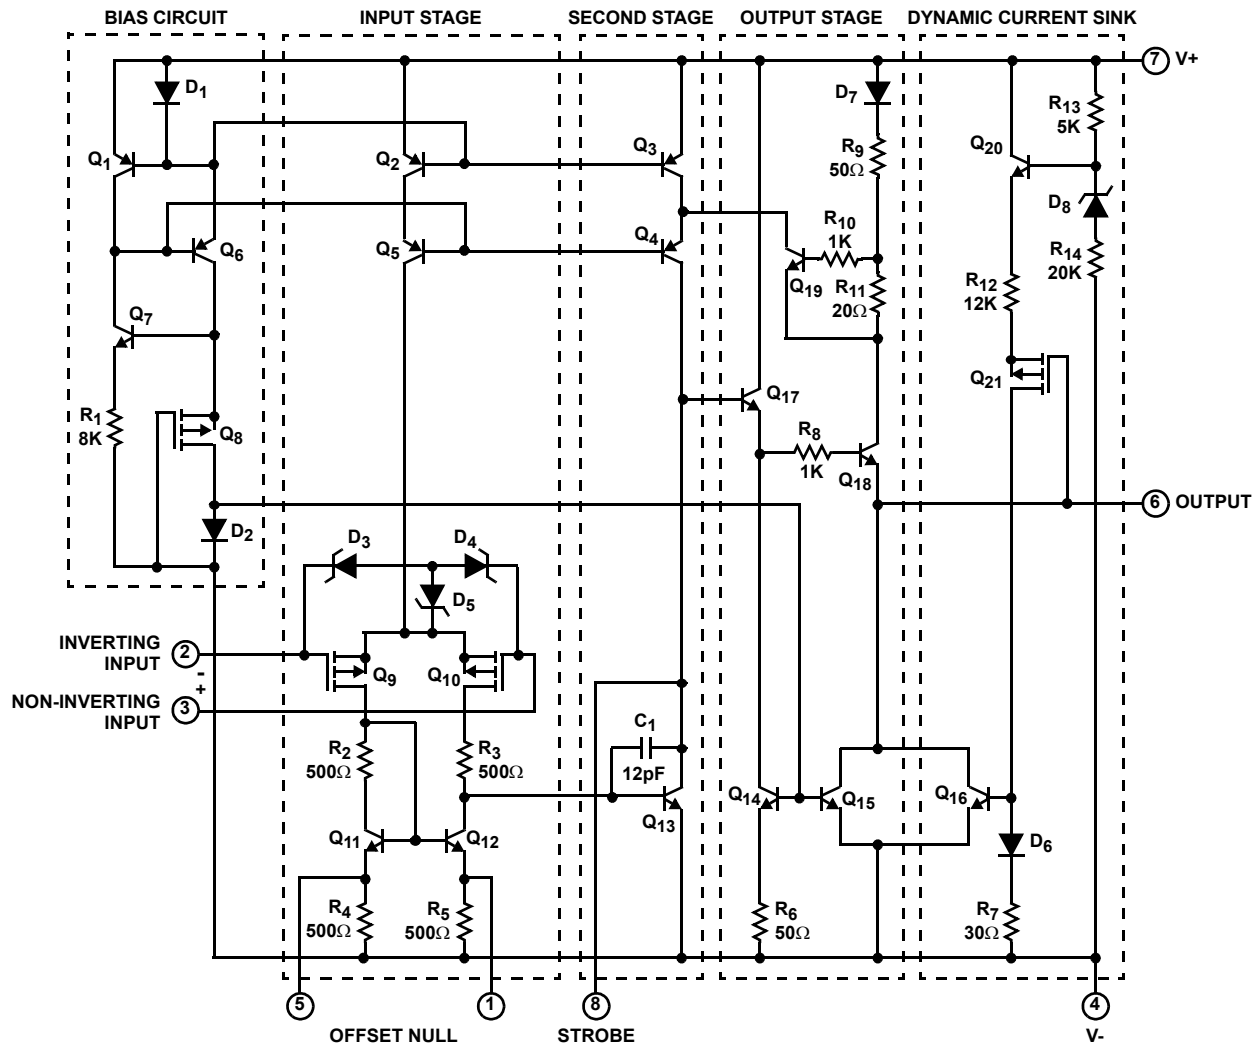 BIAS CIRCUIT
INPUT STAGE
SECOND STAGE
OUTPUT STAGE
DYNAMIC CURRENT SINK
7 V+
D1
D7
R13
5K
Q1
Q2
Q3
R9
50Ω
Q20
D8
Q6
Q5
Q4
R10
1K
R14
20K
Q19
R11
20Ω
R12
12K
Q7
Q21
Q17
R1
8K
Q8
R8
1K
Q18
6 OUTPUT
D2
D3
D4
D5
INVERTING
INPUT
2
-
+
NON-INVERTING
INPUT
3
Q9
Q10
R2
500Ω
R3
500Ω
C1
12pF
Q14
Q15
Q16
Q13
Q11
Q12
D6
R4
500Ω
R5
500Ω
R6
50Ω
R7
30Ω
5
1
8
4
OFFSET NULL
STROBE
V-